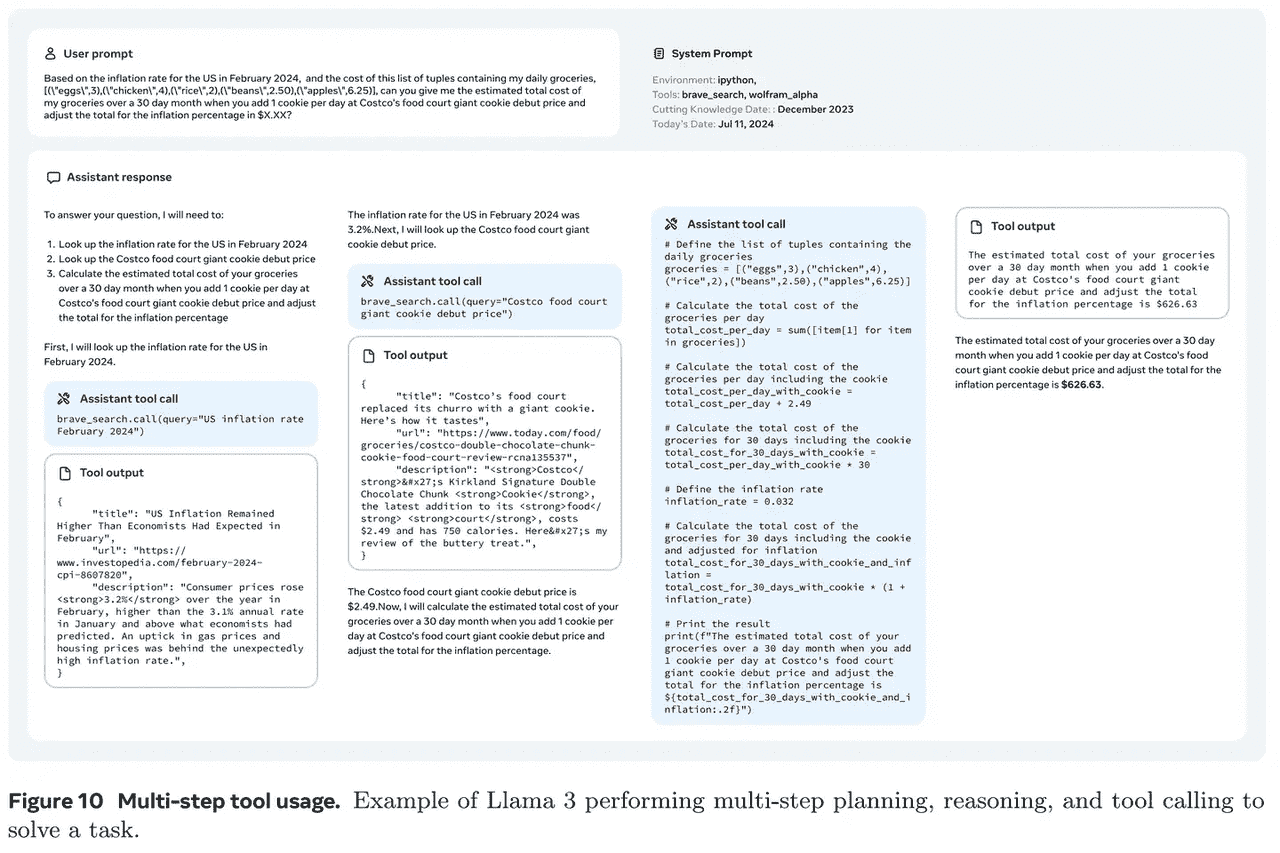 User prompt
Based on the inflation rate for the US in February 2024, and the cost of this list of tuples containing my daily groceries,
[(\"eggs\",3),(\"chicken\",4),(\"rice\",2),(\"beans\",2.50),(\"apples\",6.25)], can you give me the estimated total cost of
my groceries over a 30 day month when you add 1 cookie per day at Costco's food court giant cookie debut price and
adjust the total for the inflation percentage in $X.XX?
System Prompt
Environment: ipython,
Tools: brave_search, wolfram_alpha
Cutting Knowledge Date: : December 2023
Today's Date: Jul 11, 2024
Assistant response
To answer your question, I will need to:
1. Look up the inflation rate for the US in February 2024
2. Look up the Costco food court giant cookie debut price
3. Calculate the estimated total cost of your groceries
over a 30 day month when you add 1 cookie per day at
Costco's food court giant cookie debut price and adjust
the total for the inflation percentage
First, I will look up the inflation rate for the US in
February 2024.
Assistant tool call
brave_search.call(query="US inflation rate
February 2024")
Tool output
{
"title": "US Inflation Remained
Higher Than Economists Had Expected in
February",
"url": "https://
www.investopedia.com/february-2024-
cpi-8607820",
"description": "Consumer prices rose
<strong>3.2%</strong> over the year in
February, higher than the 3.1% annual rate
in January and above what economists had
predicted. An uptick in gas prices and
housing prices was behind the unexpectedly
high inflation rate.",
}
The inflation rate for the US in February 2024 was
3.2%.Next, I will look up the Costco food court giant
cookie debut price.
Assistant tool call
brave_search.call(query="Costco food court
giant cookie debut price")
Tool output
{
"title": "Costco's food court
replaced its churro with a giant cookie.
Here's how it tastes",
"url": "https://www.today.com/food/
groceries/costco-double-chocolate-chunk-
cookie-food-court-review-rcna135537",
"description": "<strong>Costco</
strong>&#x27;s Kirkland Signature Double
Chocolate Chunk <strong>Cookie</strong>,
the latest addition to its <strong>food</
strong> <strong>court</strong>, costs
$2.49 and has 750 calories. Here&#x27;s my
review of the buttery treat.",
}
The Costco food court giant cookie debut price is
$2.49.Now, I will calculate the estimated total cost of your
groceries over a 30 day month when you add 1 cookie per
day at Costco's food court giant cookie debut price and
adjust the total for the inflation percentage.
Assistant tool call
# Define the list of tuples containing the
daily groceries
groceries = [("eggs",3),("chicken",4),
("rice",2),("beans",2.50),("apples",6.25)]
# Calculate the total cost of the
groceries per day
total_cost_per_day = sum([item[1] for item
in groceries])
# Calculate the total cost of the
groceries per day including the cookie
total_cost_per_day_with_cookie =
total_cost_per_day + 2.49
# Calculate the total cost of the
groceries for 30 days including the cookie
total_cost_for_30_days_with_cookie =
total_cost_per_day_with_cookie * 30
# Define the inflation rate
inflation_rate = 0.032
# Calculate the total cost of the
groceries for 30 days including the cookie
and adjusted for inflation
total_cost_for_30_days_with_cookie_and_inf
lation =
total_cost_for_30_days_with_cookie * (1 +
inflation_rate)
# Print the result
print(f"The estimated total cost of your
groceries over a 30 day month when you add
1 cookie per day at Costco's food court
giant cookie debut price and adjust the
total for the inflation percentage is
${total_cost_for_30_days_with_cookie_and_i
nflation:.2f}")
Tool output
The estimated total cost of your groceries
over a 30 day month when you add 1 cookie
per day at Costco's food court giant
cookie debut price and adjust the total
for the inflation percentage is $626.63
The estimated total cost of your groceries over a 30 day
month when you add 1 cookie per day at Costco's food
court giant cookie debut price and adjust the total for the
inflation percentage is $626.63.
Figure 10 Multi-step tool usage. Example of Llama 3 performing multi-step planning, reasoning, and tool calling to
solve a task.